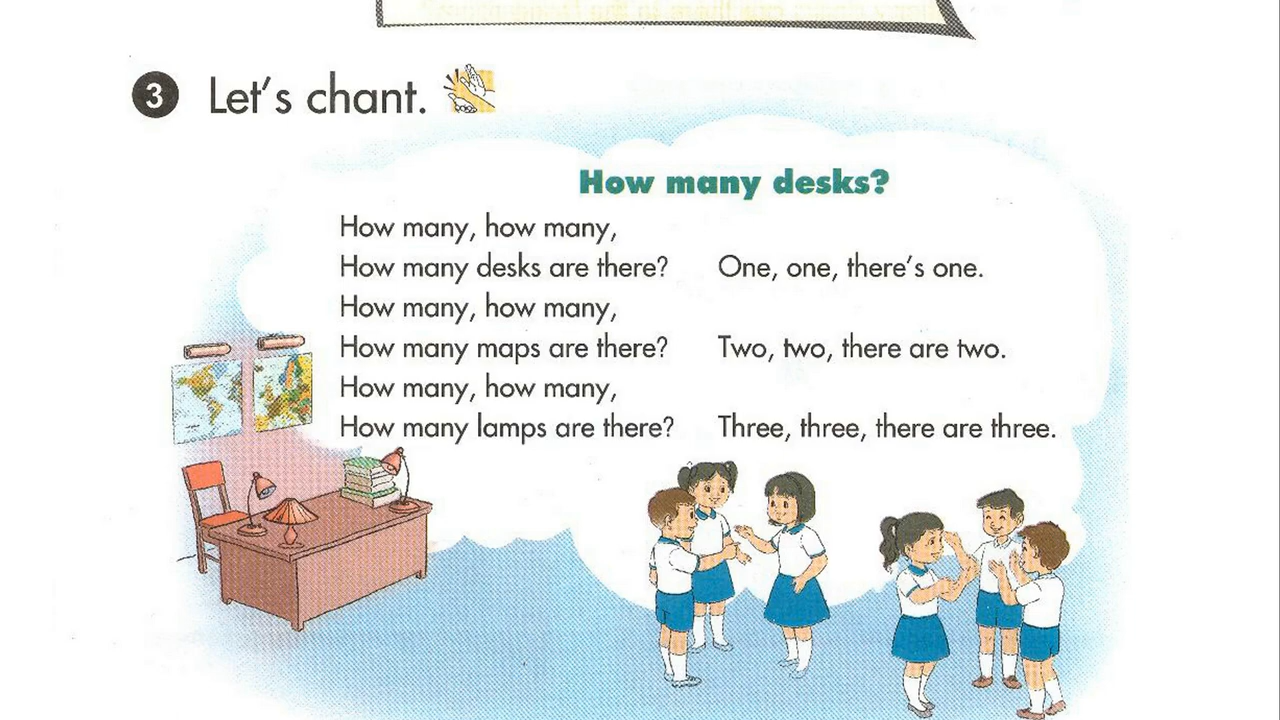 3 Let's chant.
How many desks?
How many, how many,
How many desks are there? One, one, there's one.
How many, how many,
How many maps are there? Two, two, there are two.
How many, how many,
How many lamps are there? Three, three, there are three.